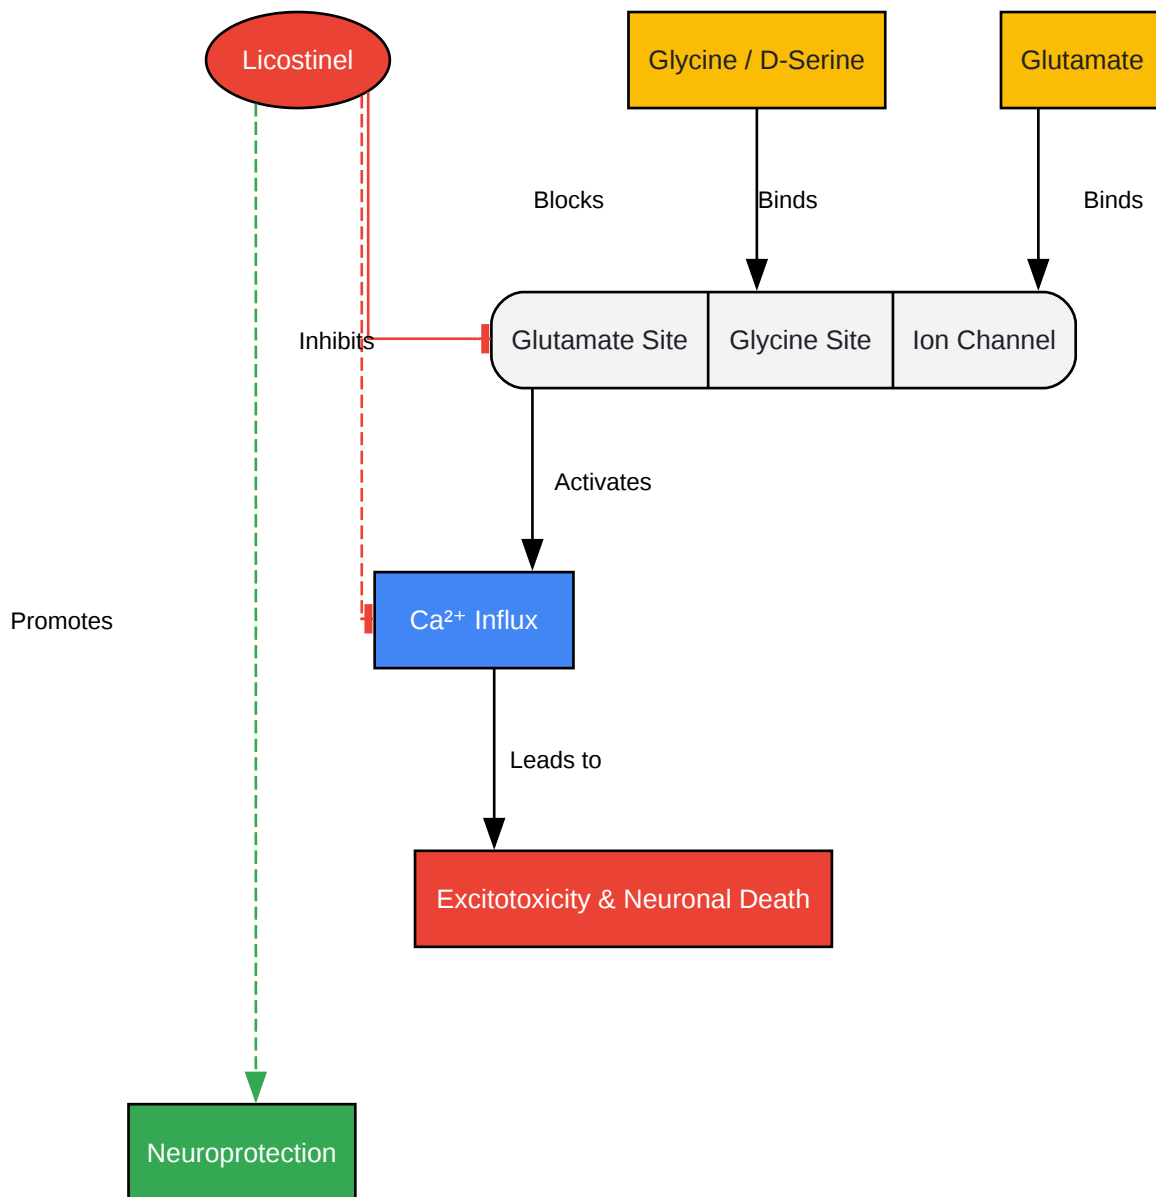 Licostinel
Glycine / D-Serine
Glutamate
Blocks
Binds
Binds
Inhibits
Glutamate Site
Glycine Site
Ion Channel
Activates
Promotes
Ca²⁺ Influx
Leads to
Excitotoxicity & Neuronal Death
Neuroprotection